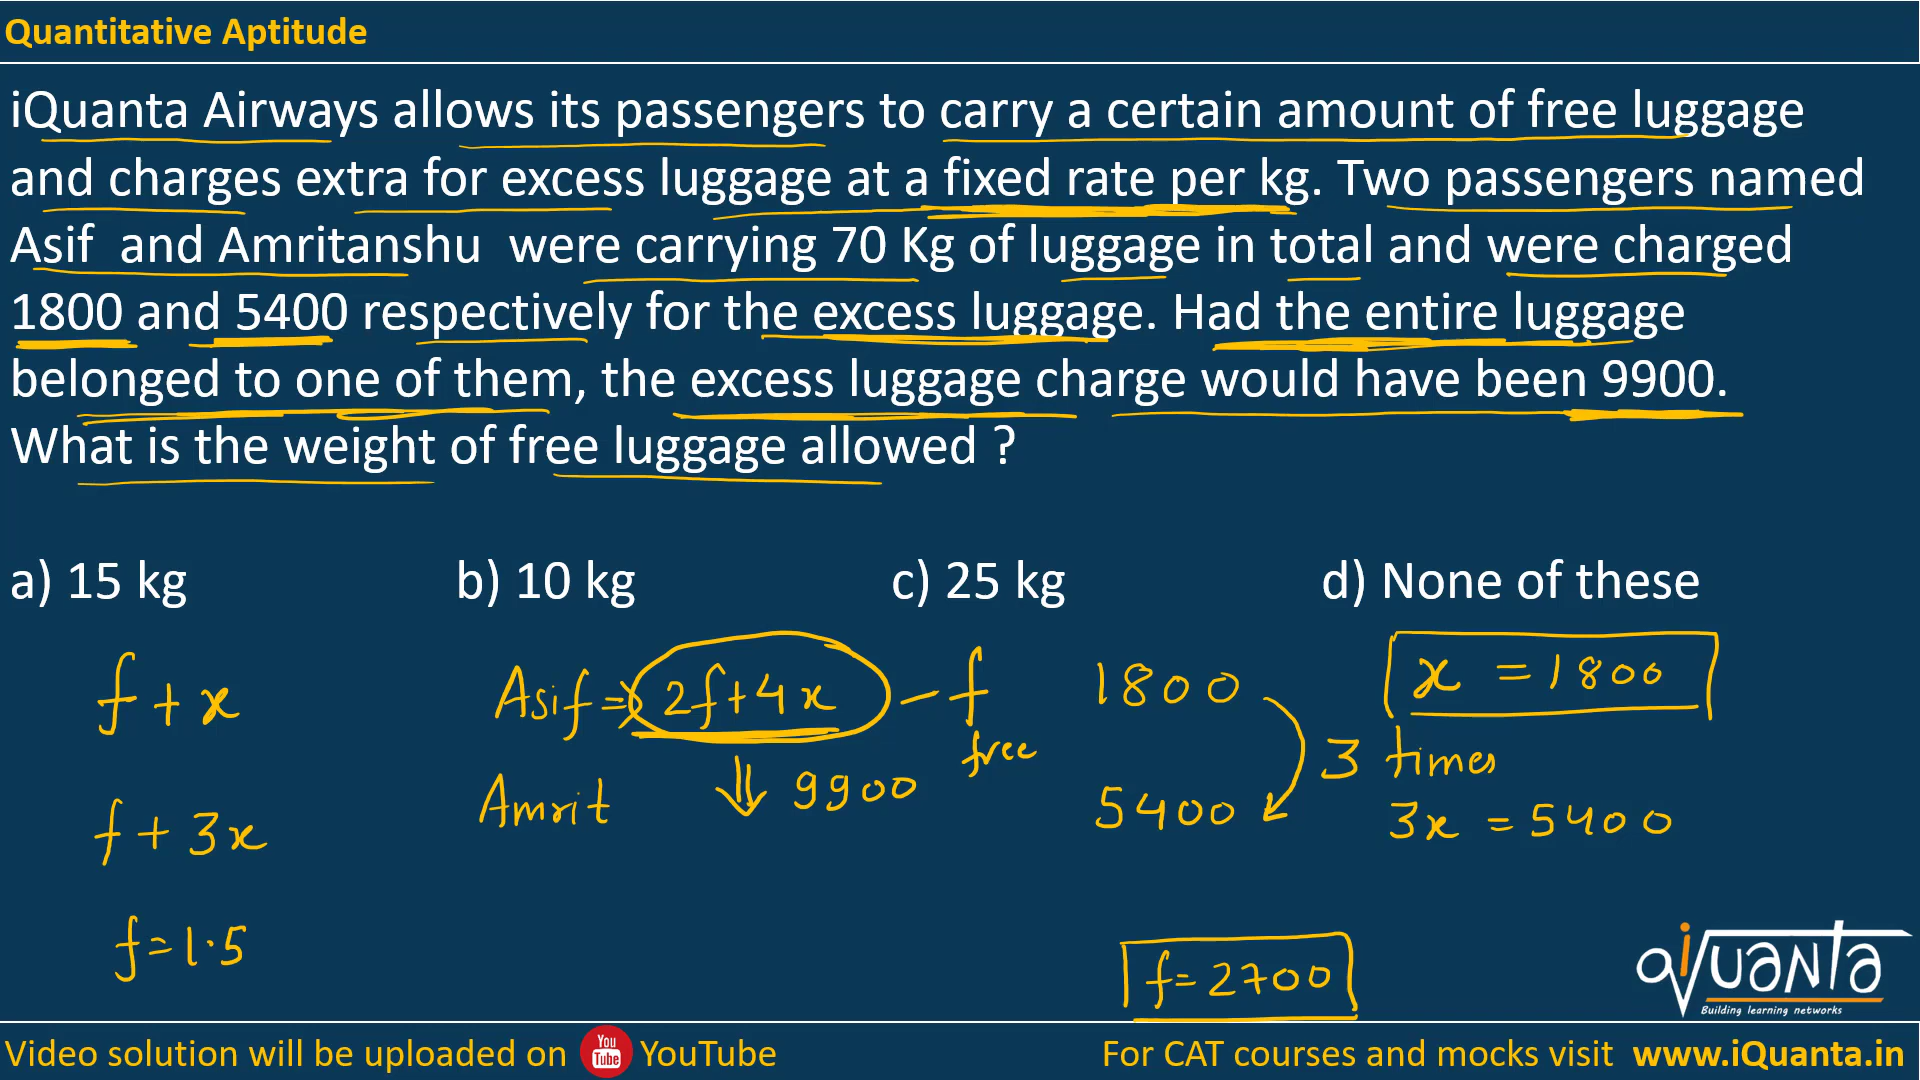 Quantitative Aptitude
iQuanta Airways allows its passengers to carry a certain amount of free luggage
and charges extra for excess luggage at a fixed rate per kg. Two passengers named
Asif and Amritanshu were carrying 70 Kg of luggage in total and were charged
1800 and 5400 respectively for the excess luggage. Had the entire luggage
belonged to one of them, the excess luggage charge would have been 9900.
What is the weight of free luggage allowed ?
a) 15 kg b) 10 kg c) 25 kg d) None of these
f + x Asif ⇒ 2f+4x - f 1800 x = 1800
free 3 times
f + 3x Amrit 9900 5400 3x = 5400
f = 1.5 f = 2700
iQuanta
Building learning networks
Video solution will be uploaded on You Tube YouTube For CAT courses and mocks visit www.iQuanta.in